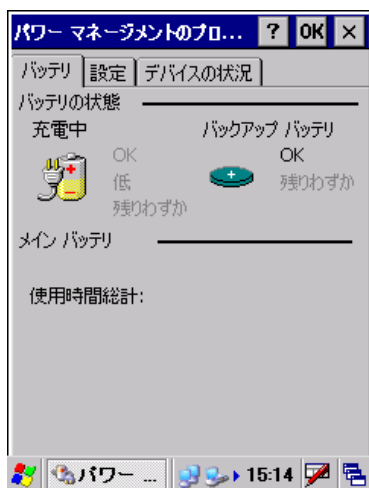 パワー マネージメントのプロ... ? OK ×
バッテリ 設定 デバイスの状況
バッテリの状態
充電中 バックアップ バッテリ
OK OK
低 残りわずか
残りわずか
メイン バッテリ
使用時間総計:
パワー ... 15:14